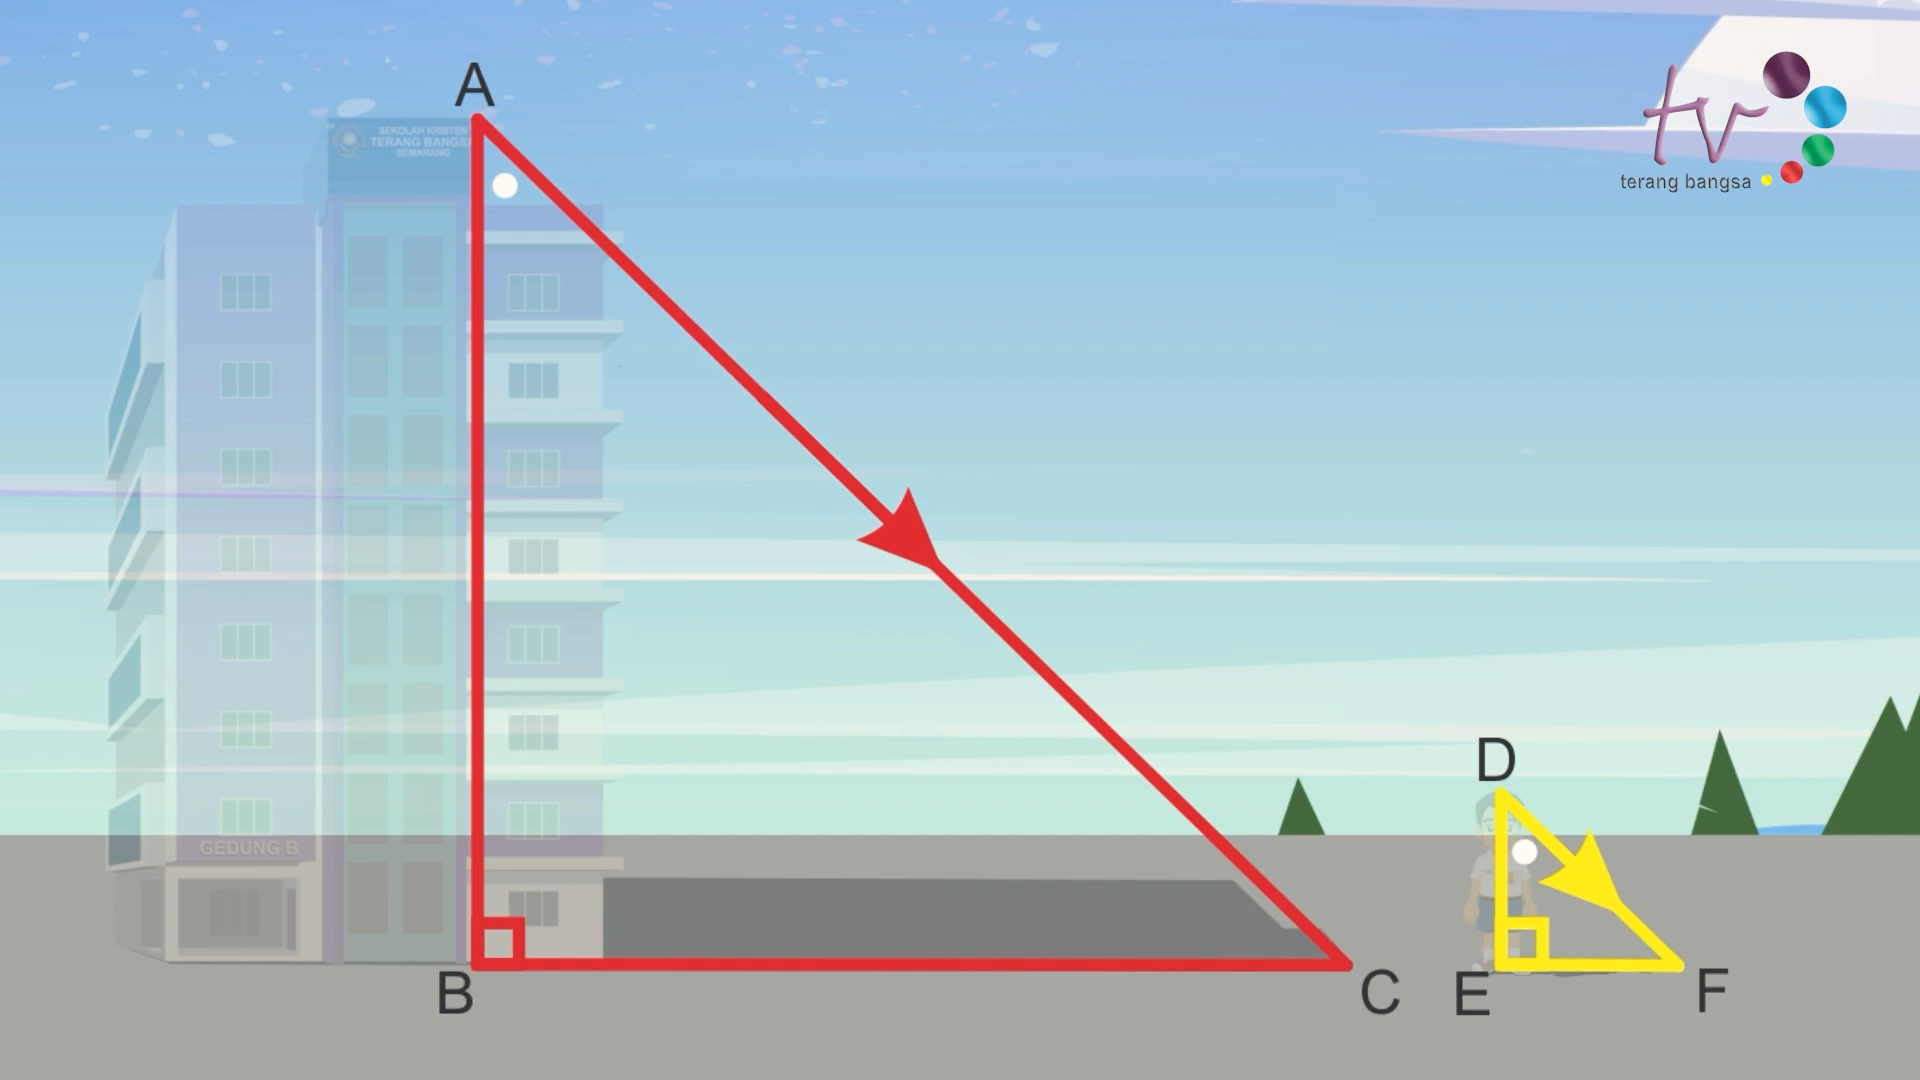 A
SEKOLAH KRISTEN
TERANG BANGSA
SEMARANG
tv
terang bangsa
D
GEDUNG B
B
C
E
F